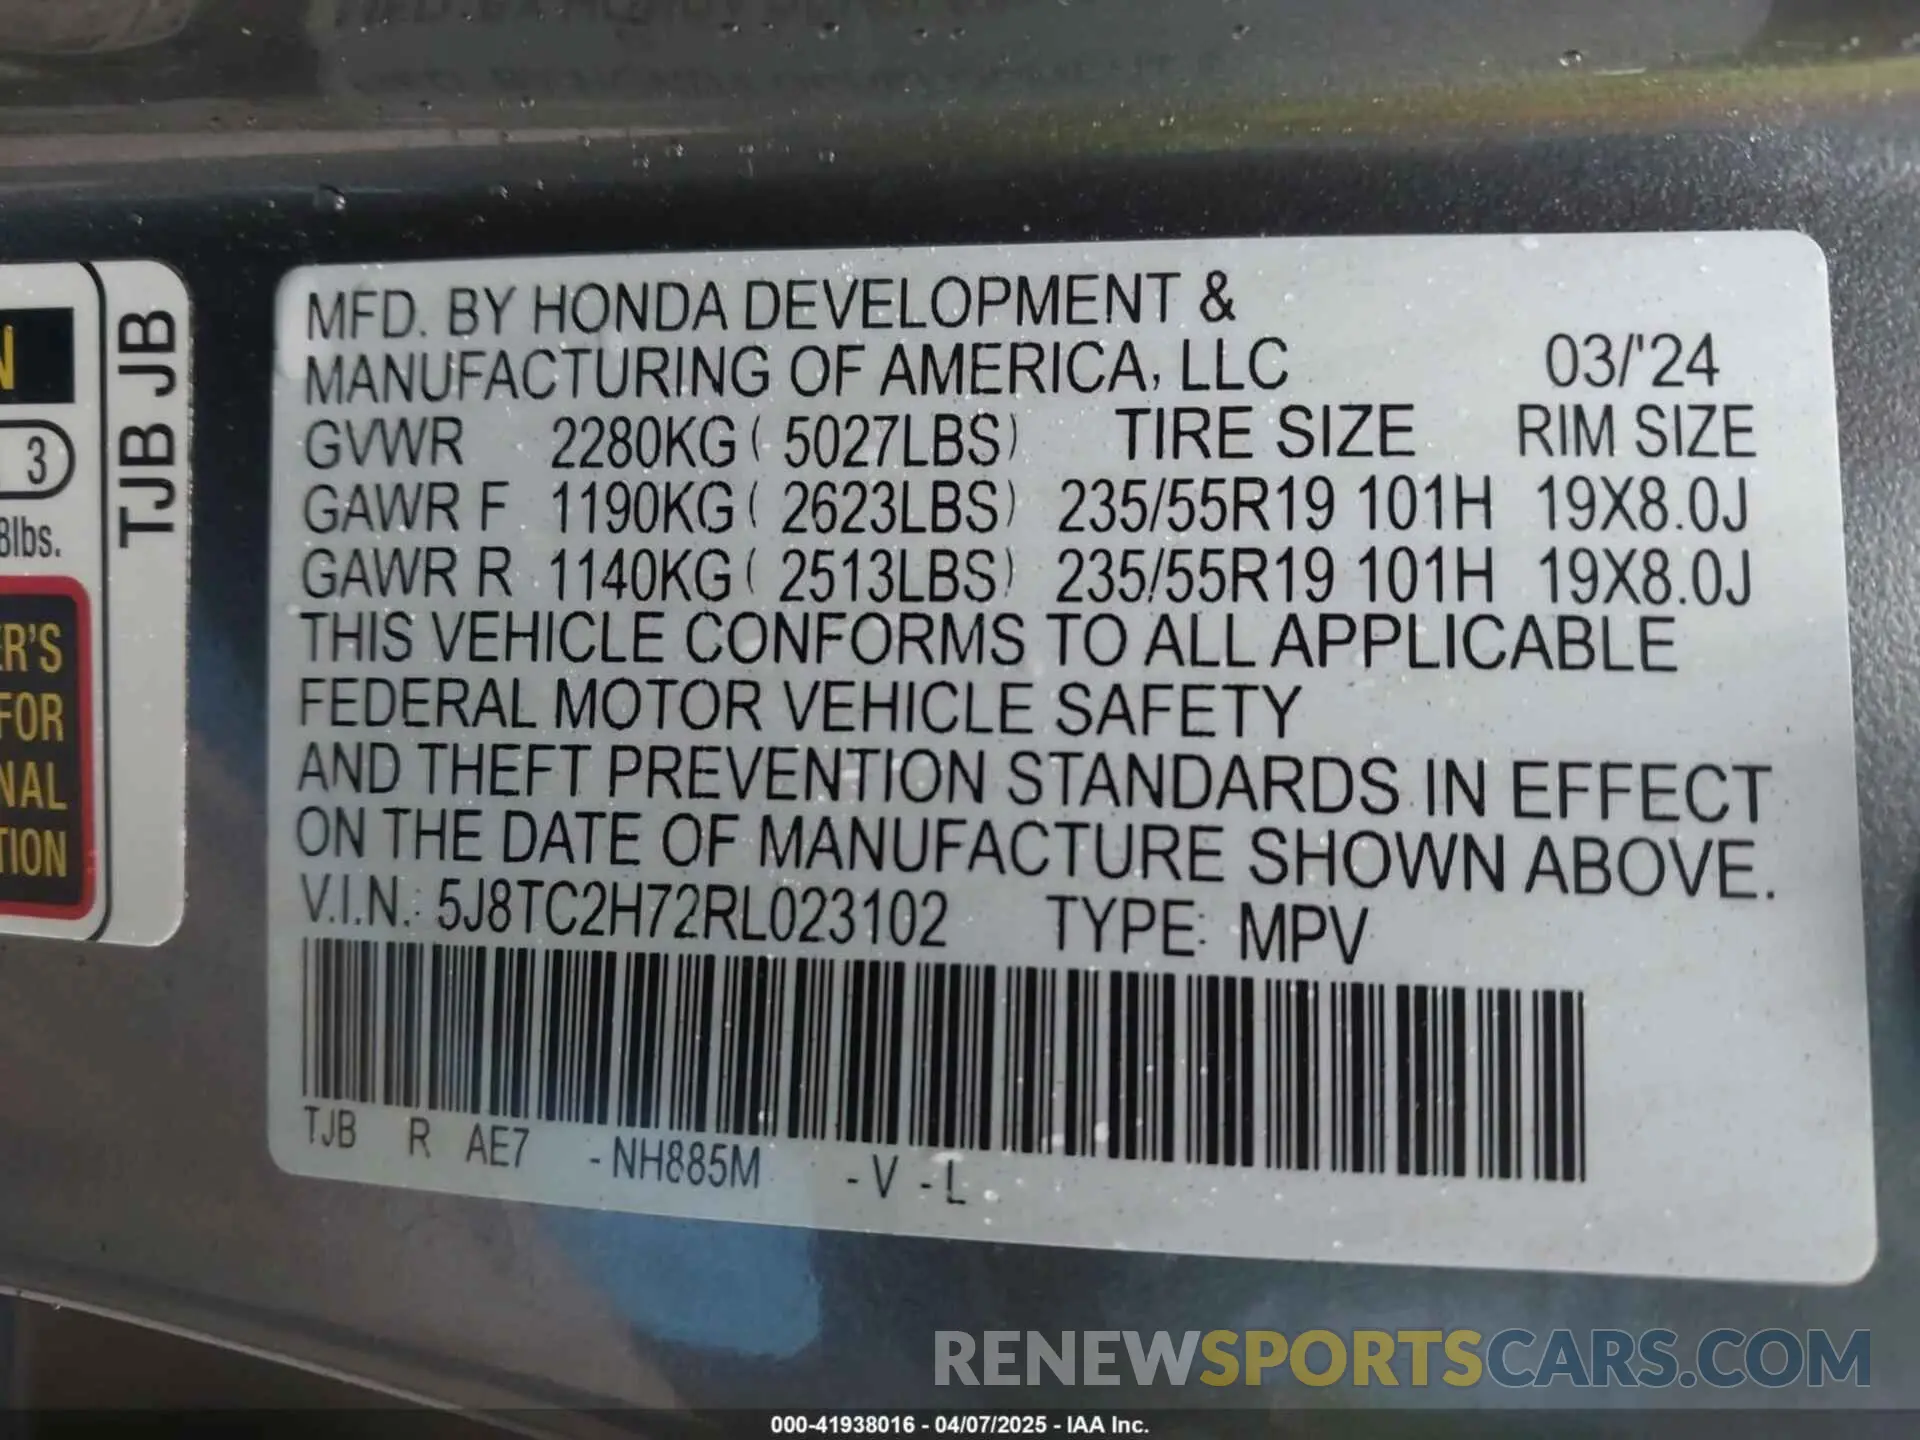 MFD. BY HONDA DEVELOPMENT &
MANUFACTURING OF AMERICA, LLC 03/'24
GVWR 2280KG ( 5027LBS) TIRE SIZE RIM SIZE
GAWR F 1190KG ( 2623LBS) 235/55R19 101H 19X8.0J
GAWR R 1140KG ( 2513LBS) 235/55R19 101H 19X8.0J
THIS VEHICLE CONFORMS TO ALL APPLICABLE
FEDERAL MOTOR VEHICLE SAFETY
AND THEFT PREVENTION STANDARDS IN EFFECT
ON THE DATE OF MANUFACTURE SHOWN ABOVE.
V.I.N.: 5J8TC2H72RL023102 TYPE: MPV
TJB R AE7 -NH885M -V -L
TJB JB
N
3
8lbs.
ER'S
FOR
NAL
TION
RENEWSPORTSCARS.COM
000-41938016 - 04/07/2025 - IAA Inc.